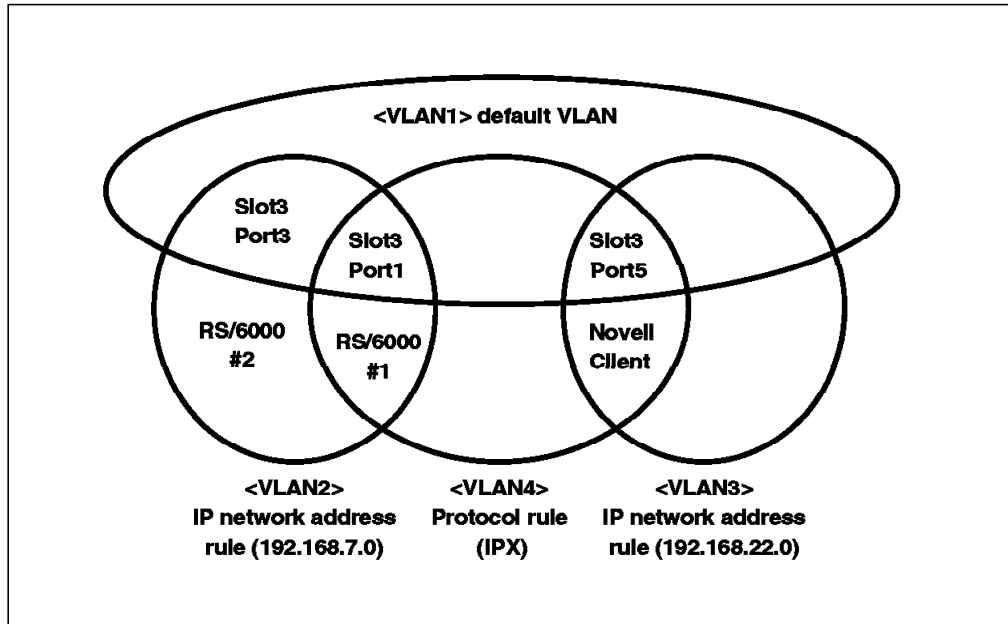 <VLAN1> default VLAN
Slot3
Port3
Slot3
Port1
Slot3
Port5
RS/6000
#2
RS/6000
#1
Novell
Client
<VLAN2>
IP network address
rule (192.168.7.0)
<VLAN4>
Protocol rule
(IPX)
<VLAN3>
IP network address
rule (192.168.22.0)